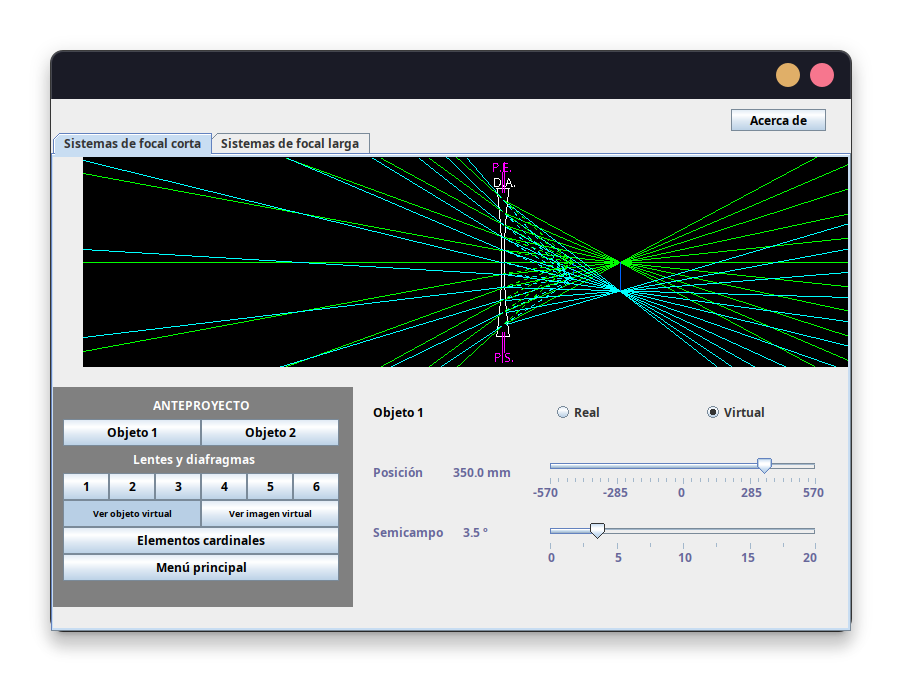 Acerca de
Sistemas de focal corta Sistemas de focal larga
P.E.
D.A.
P.S.
ANTEPROYECTO
Objeto 1 Objeto 2
Lentes y diafragmas
1 2 3 4 5 6
Ver objeto virtual Ver imagen virtual
Elementos cardinales
Menú principal
Objeto 1 Real Virtual
Posición 350.0 mm
-570 -285 0 285 570
Semicampo 3.5 º
0 5 10 15 20